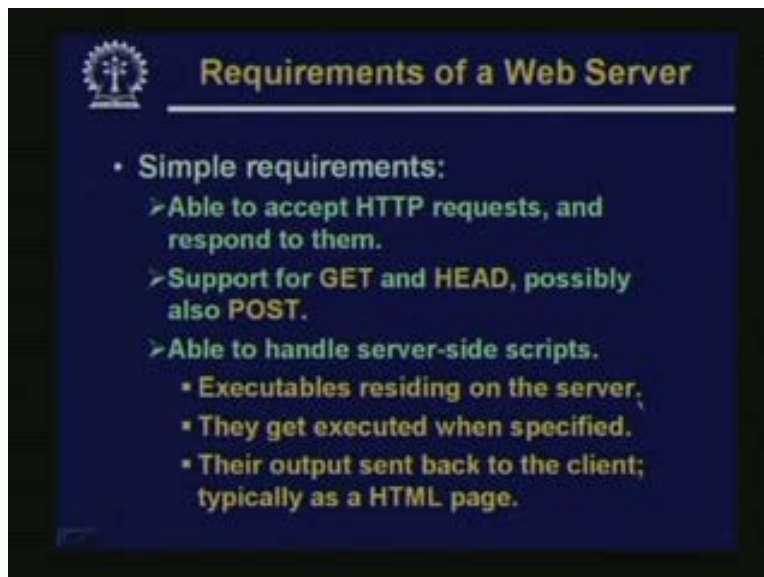 Requirements of a Web Server
• Simple requirements:
➢Able to accept HTTP requests, and
respond to them.
➢Support for GET and HEAD, possibly
also POST.
➢Able to handle server-side scripts.
▪ Executables residing on the server.
▪ They get executed when specified.
▪ Their output sent back to the client;
typically as a HTML page.